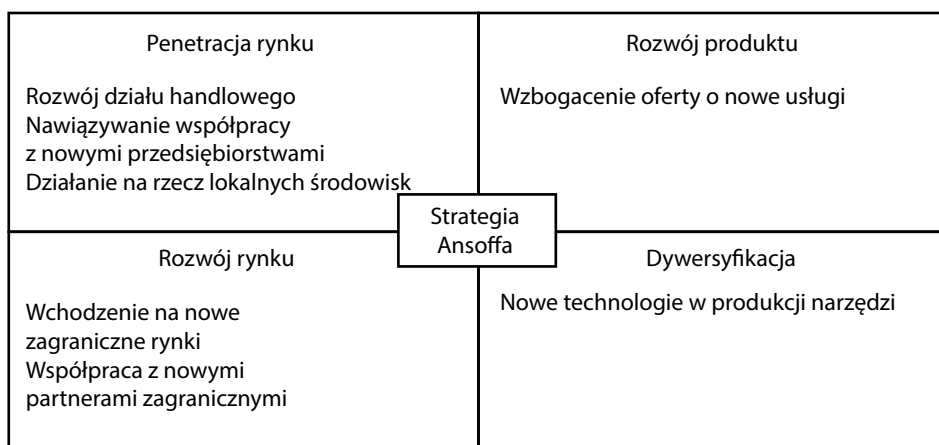 Penetracja rynku
Rozwój działu handlowego
Nawiązywanie współpracy
z nowymi przedsiębiorstwami
Działanie na rzecz lokalnych środowisk
Rozwój produktu
Wzbogacenie oferty o nowe usługi
Strategia
Ansoffa
Rozwój rynku
Wchodzenie na nowe
zagraniczne rynki
Współpraca z nowymi
partnerami zagranicznymi
Dywersyfikacja
Nowe technologie w produkcji narzędzi